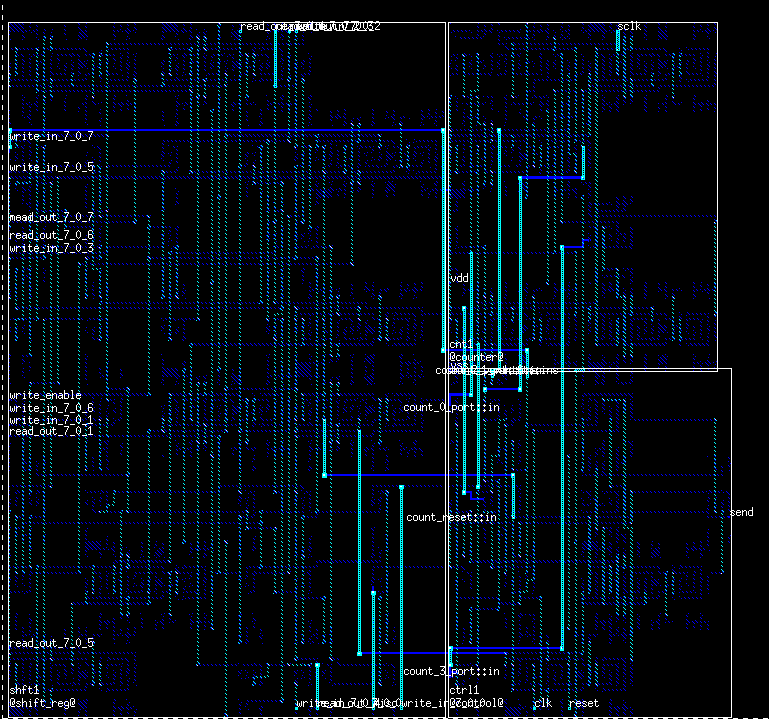 sclk
write_in_7_0_7
write_in_7_0_5
read_out_7_0_7
read_out_7_0_6
write_in_7_0_3
vdd
cnt1
@counter@
write_enable
write_in_7_0_6
count_0_port::in
write_in_7_0_1
read_out_7_0_1
send
count_reset::in
read_out_7_0_5
count_3_port::in
shft1
ctrl1
@shift_reg@
clk
reset